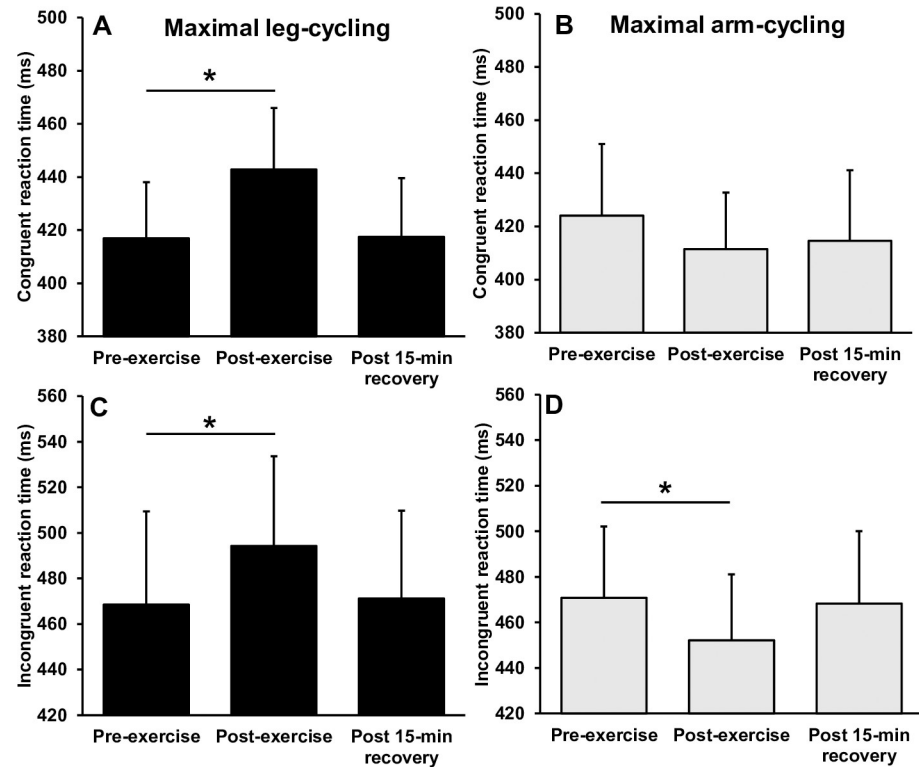 A
Maximal leg-cycling
Congruent reaction time (ms)
500
480
460
440
420
400
380
*
Pre-exercise Post-exercise Post 15-min
recovery
B
Maximal arm-cycling
Congruent reaction time (ms)
500
480
460
440
420
400
380
Pre-exercise Post-exercise Post 15-min
recovery
C
Incongruent reaction time (ms)
560
540
520
500
480
460
440
420
*
Pre-exercise Post-exercise Post 15-min
recovery
D
Incongruent reaction time (ms)
560
540
520
500
480
460
440
420
*
Pre-exercise Post-exercise Post 15-min
recovery